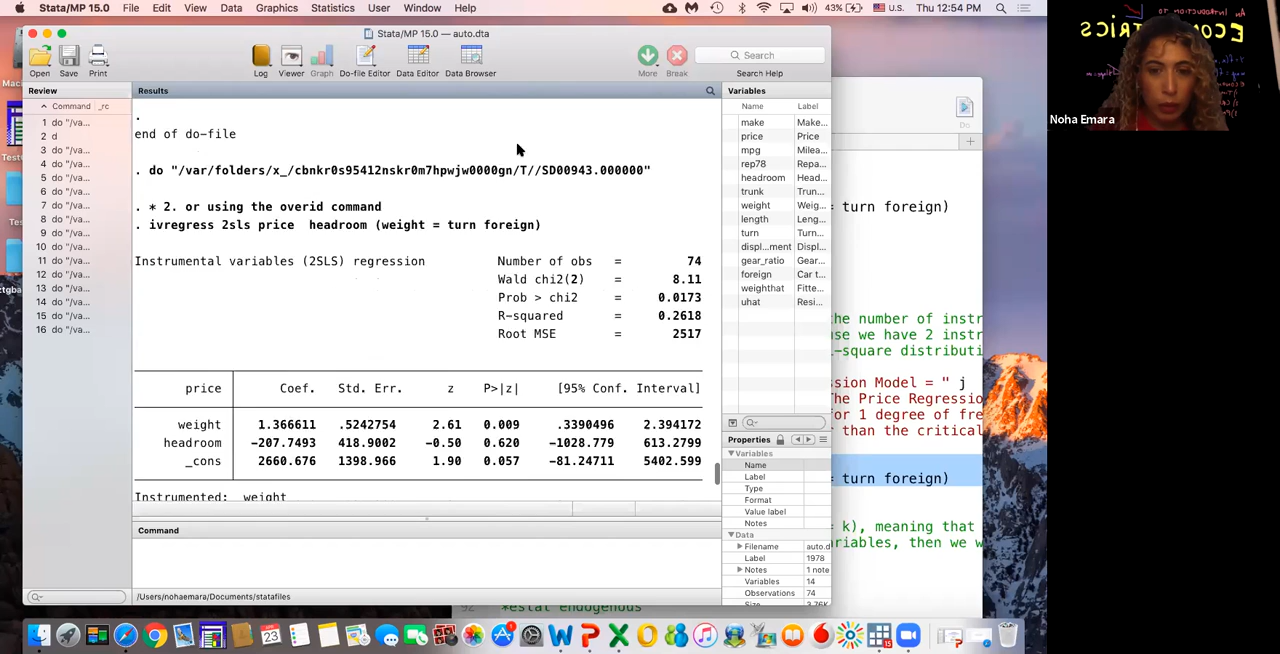 Stata/MP 15.0 File Edit View Data Graphics Statistics User Window Help 43% U.S. Thu 12:54 PM
Stata/MP 15.0 — auto.dta
Open Save Print Log Viewer Graph Do-file Editor Data Editor Data Browser More Break Search
Search Help
Review Results Variables
Command _rc
1 do "/va...
2 d
3 do "/va...
4 do "/va...
5 do "/va...
6 do "/va...
7 do "/va...
8 do "/va...
9 do "/va...
10 do "/va...
11 do "/va...
12 do "/va...
13 do "/va...
14 do "/va...
15 do "/va...
16 do "/va...
.
end of do-file
. do "/var/folders/x_/cbnkr0s95412nskr0m7hpwjw0000gn/T//SD00943.000000"
. * 2. or using the overid command
. ivregress 2sls price headroom (weight = turn foreign)
Instrumental variables (2SLS) regression Number of obs = 74
Wald chi2(2) = 8.11
Prob > chi2 = 0.0173
R-squared = 0.2618
Root MSE = 2517
price Coef. Std. Err. z P>|z| [95% Conf. Interval]
weight 1.366611 .5242754 2.61 0.009 .3390496 2.394172
headroom -207.7493 418.9002 -0.50 0.620 -1028.779 613.2799
_cons 2660.676 1398.966 1.90 0.057 -81.24711 5402.599
Instrumented: weight
Command
/Users/nohaemara/Documents/statafiles
Name Label
make Make...
price Price
mpg Milea...
rep78 Repa...
headroom Head...
trunk Trun...
weight Weig...
length Leng...
turn Turn...
displ...ment Displ...
gear_ratio Gear...
foreign Car t...
weighthat Fitte...
uhat Resi...
Properties
Variables
Name
Label
Type
Format
Value label
Notes
Data
Filename auto.d
Label 1978
Notes 1 note
Variables 14
Observations 74
Size 3.76K
Do
= turn foreign)
he number of instr
use we have 2 instr
i-square distributi
ssion Model = " j
The Price Regressio
for 1 degree of fre
r than the critical
= turn foreign)
= k), meaning that
riables, then we w
92 *estat endogenous
Noha Emara